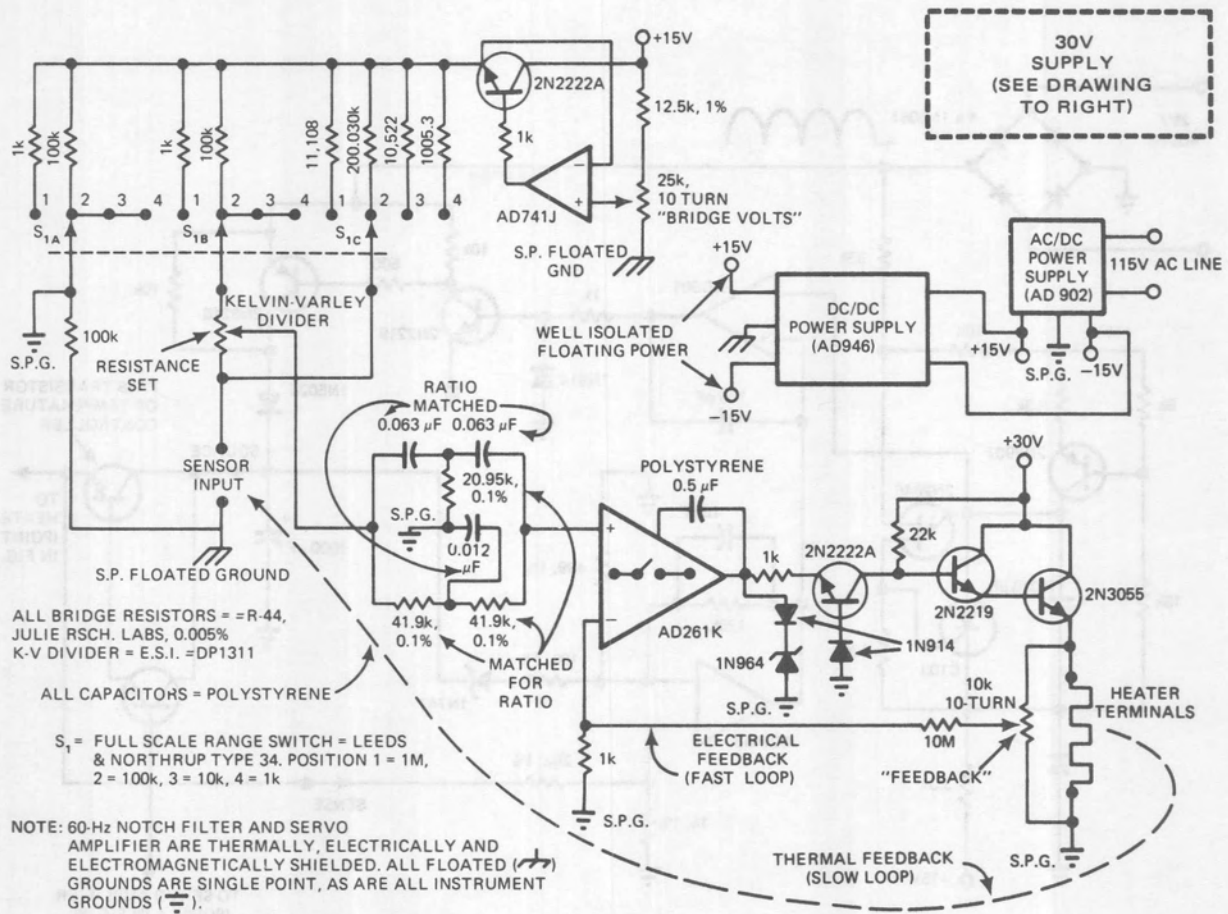 +15V
30V
SUPPLY
(SEE DRAWING
TO RIGHT)
2N2222A
12.5k, 1%
1k
100k
1k
100k
11,108
200.030k
10,522
1005.3
1k
25k,
10 TURN
"BRIDGE VOLTS"
AD741J
1 2 3 4
1 2 3 4
1 2 3 4
S1A
S1B
S1C
S.P. FLOATED
GND
+15V
AC/DC
POWER
SUPPLY
(AD 902)
115V AC LINE
KELVIN-VARLEY
DIVIDER
WELL ISOLATED
FLOATING POWER
DC/DC
POWER SUPPLY
(AD946)
S.P.G.
100k
RESISTANCE
SET
+15V
S.P.G.
−15V
−15V
RATIO
MATCHED
0.063 µF 0.063 µF
+30V
SENSOR
INPUT
20.95k,
0.1%
POLYSTYRENE
0.5 µF
S.P.G.
22k
0.012
µF
1k
2N2222A
S.P. FLOATED GROUND
2N2219
2N3055
41.9k,
0.1%
41.9k,
0.1%
AD261K
1N964
1N914
ALL BRIDGE RESISTORS = =R-44,
JULIE RSCH. LABS, 0.005%
K-V DIVIDER = E.S.I. =DP1311
MATCHED
FOR
RATIO
S.P.G.
10k
10-TURN
HEATER
TERMINALS
ALL CAPACITORS = POLYSTYRENE
ELECTRICAL
FEEDBACK
(FAST LOOP)
10M
"FEEDBACK"
S1 = FULL SCALE RANGE SWITCH = LEEDS
& NORTHRUP TYPE 34. POSITION 1 = 1M,
2 = 100k, 3 = 10k, 4 = 1k
1k
S.P.G.
S.P.G.
NOTE: 60-Hz NOTCH FILTER AND SERVO
AMPLIFIER ARE THERMALLY, ELECTRICALLY AND
ELECTROMAGNETICALLY SHIELDED. ALL FLOATED ( )
GROUNDS ARE SINGLE POINT, AS ARE ALL INSTRUMENT
GROUNDS ( ).
THERMAL FEEDBACK
(SLOW LOOP)